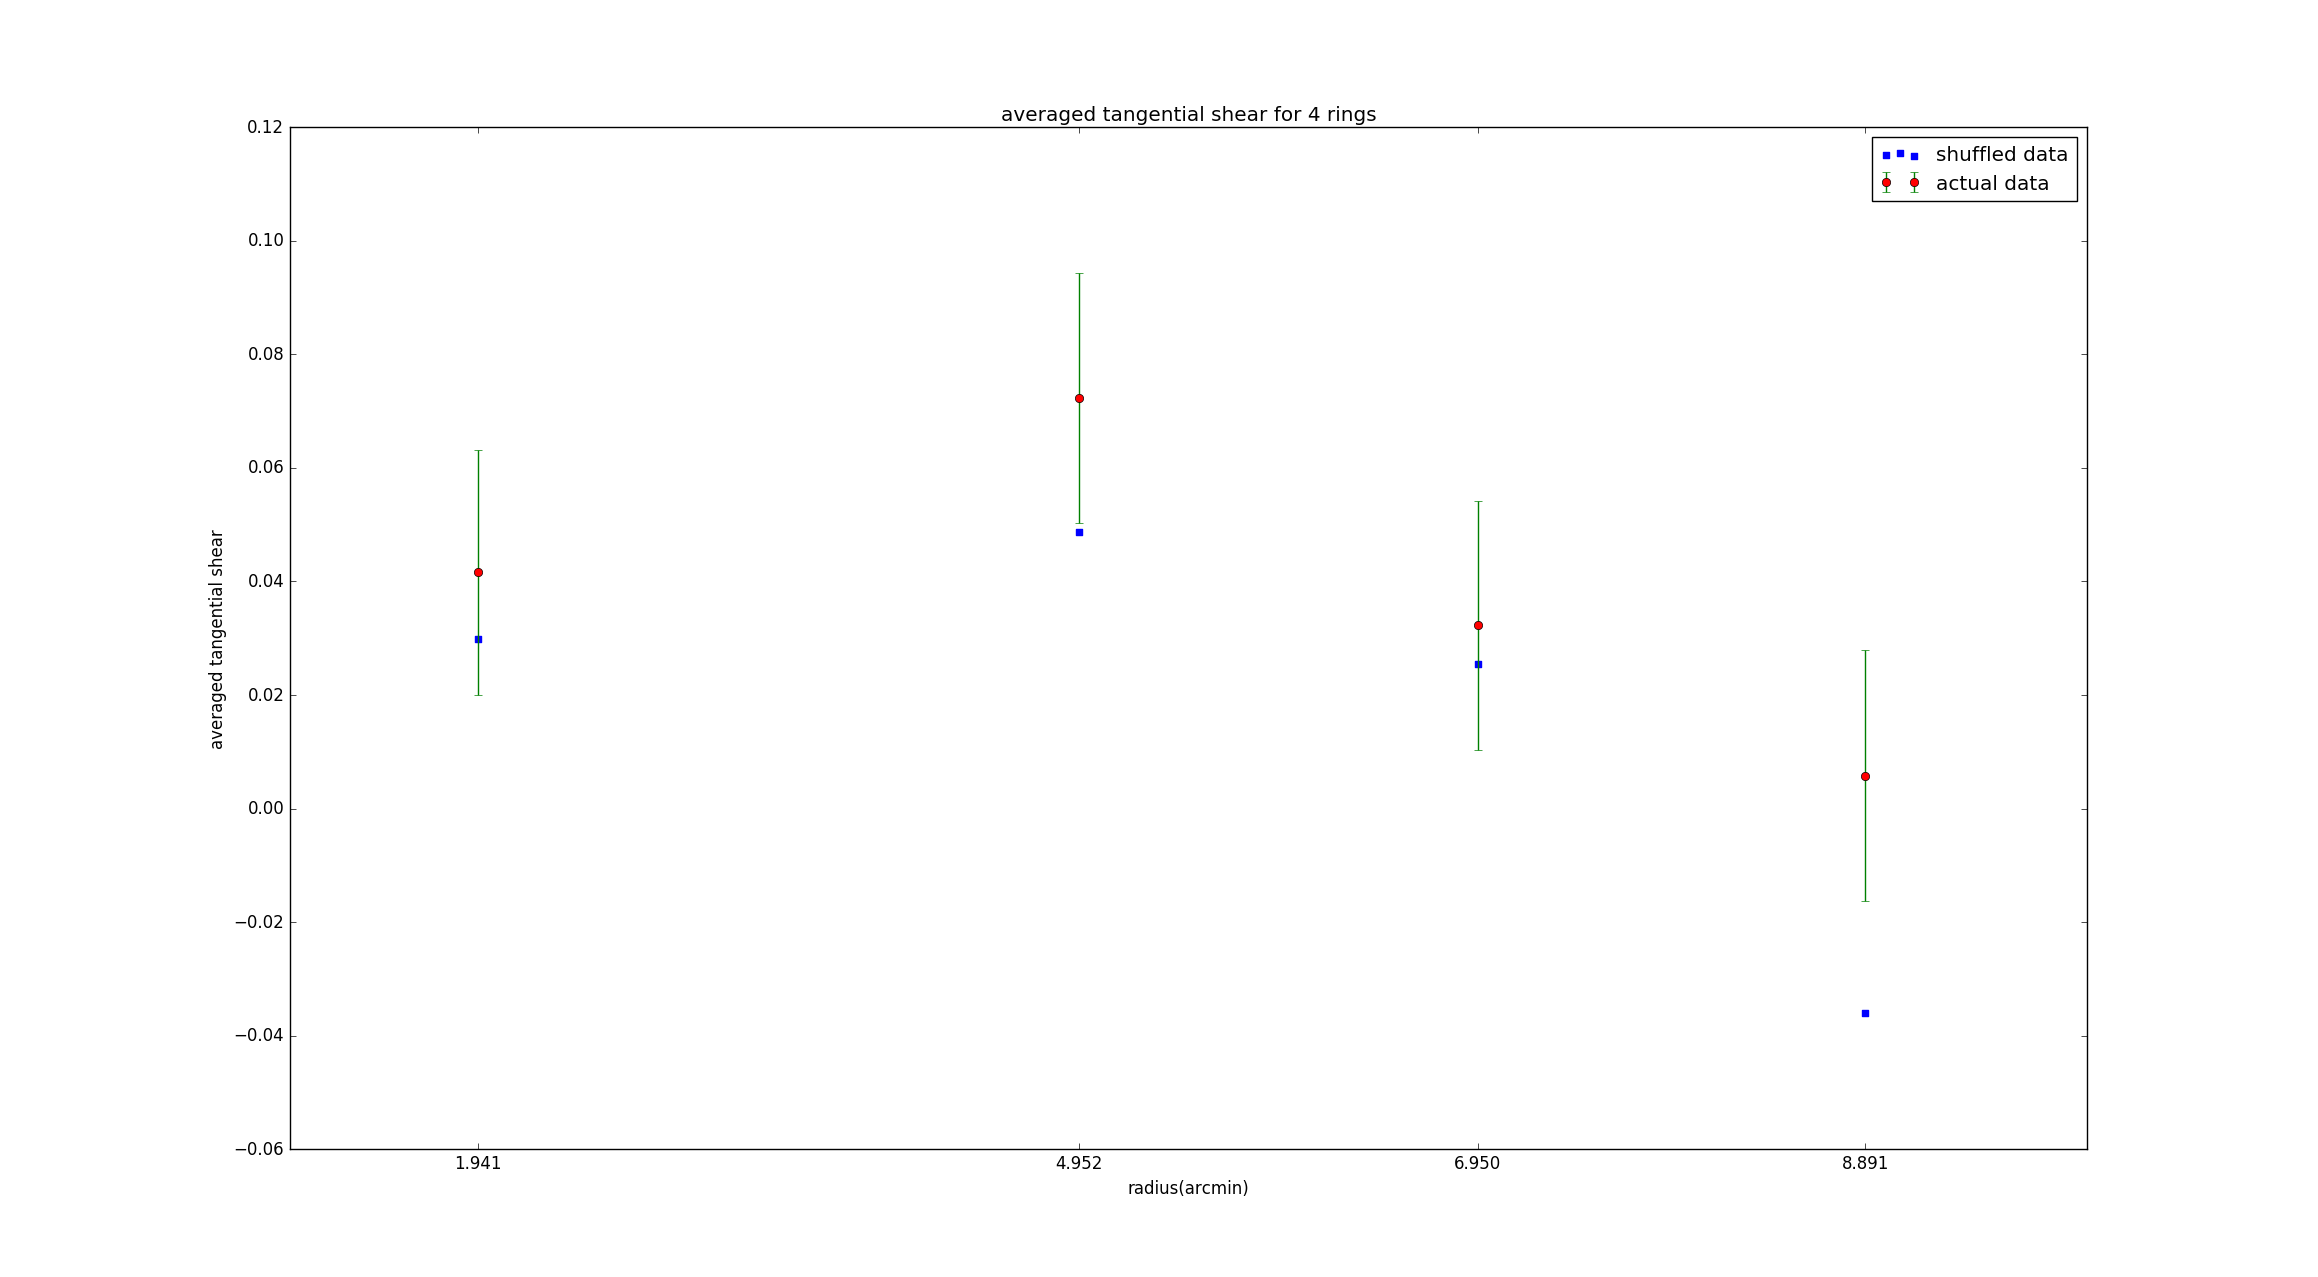 averaged tangential shear for 4 rings
shuffled data
actual data
0.12
0.10
0.08
0.06
0.04
0.02
0.00
−0.02
−0.04
−0.06
averaged tangential shear
1.941 4.952 6.950 8.891
radius(arcmin)